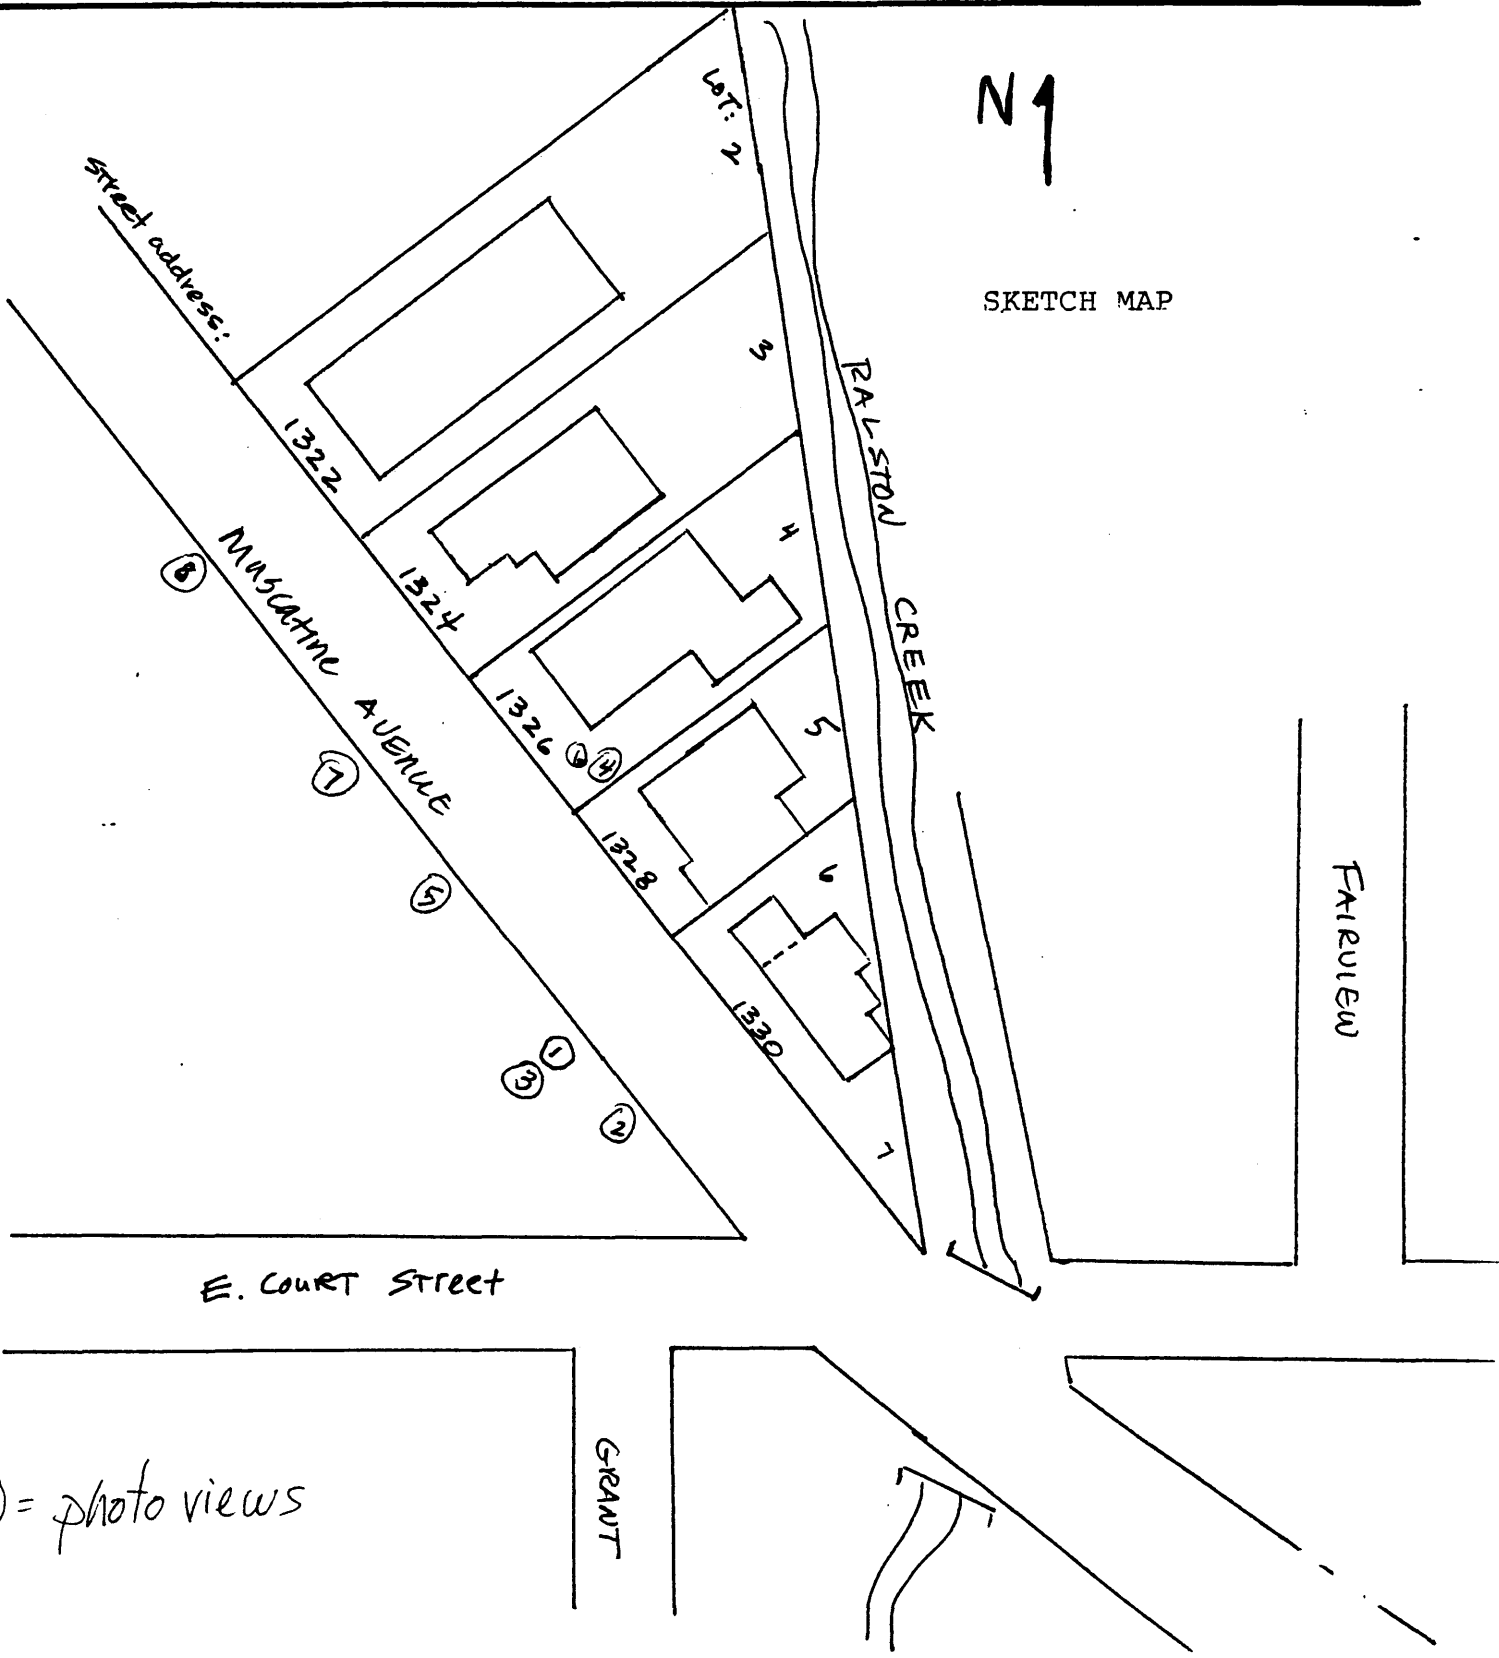 N
SKETCH MAP
LOT: 2
3
4
5
6
7
street address:
1322
1324
1326
1328
1330
RALSTON CREEK
MUSCATINE AVENUE
8
7
5
1
3
2
6 4
FAIRVIEW
E. COURT STreet
GRANT
) = photo views